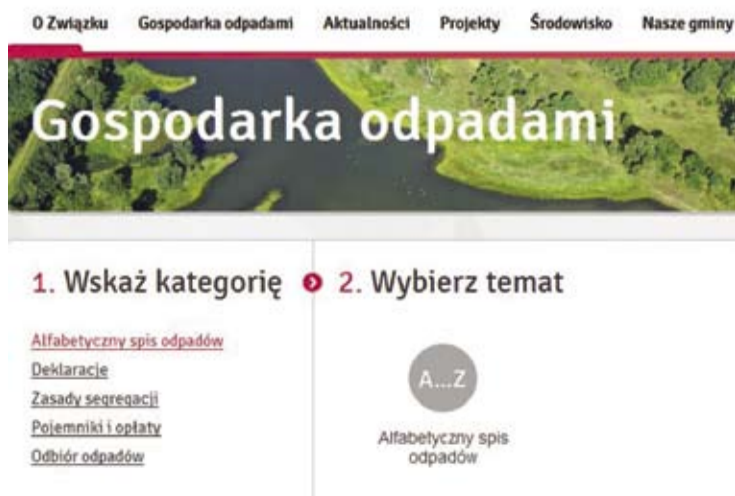 O Związku Gospodarka odpadami Aktualności Projekty Środowisko Nasze gminy
Gospodarka odpadami
1. Wskaż kategorię
2. Wybierz temat
Alfabetyczny spis odpadów
Deklaracje
Zasady segregacji
Pojemniki i opłaty
Odbiór odpadów
A...Z
Alfabetyczny spis
odpadów